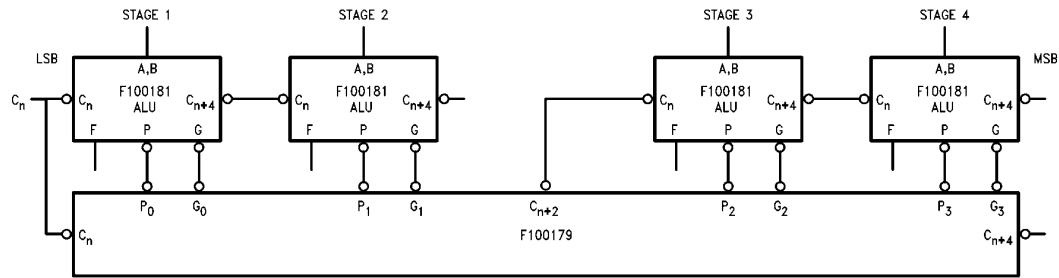 STAGE 1 STAGE 2 STAGE 3 STAGE 4
LSB MSB
A,B A,B A,B A,B
F100181 F100181 F100181 F100181
Cₙ Cₙ Cₙ₊₄ Cₙ Cₙ₊₄ Cₙ Cₙ₊₄ Cₙ Cₙ₊₄
ALU ALU ALU ALU
F P G F P G F P G F P G
P₀ G₀ P₁ G₁ Cₙ₊₂ P₂ G₂ P₃ G₃
Cₙ F100179 Cₙ₊₄